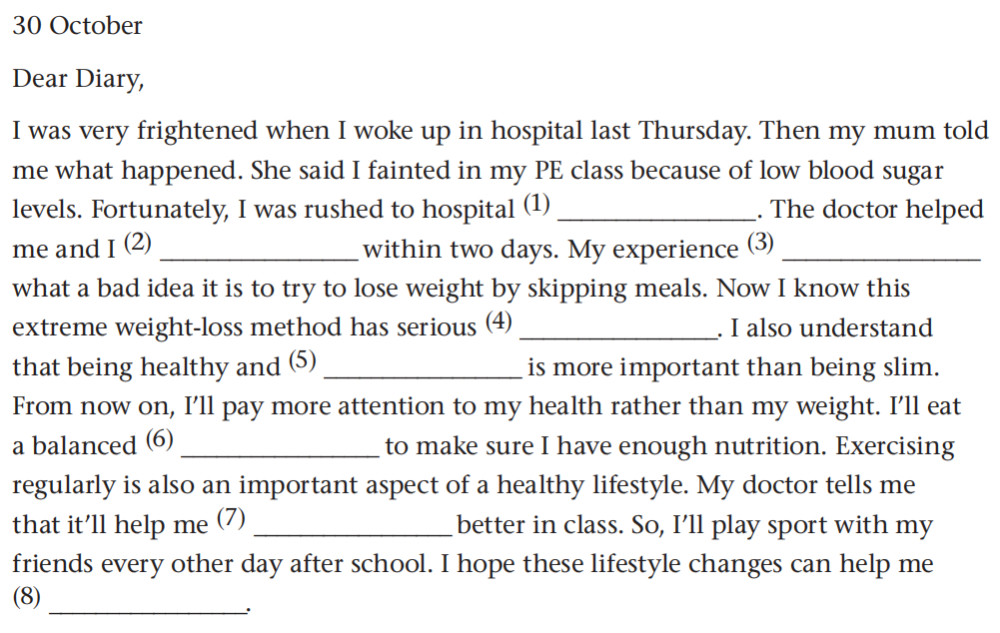 30 October
Dear Diary,
I was very frightened when I woke up in hospital last Thursday. Then my mum told
me what happened. She said I fainted in my PE class because of low blood sugar
levels. Fortunately, I was rushed to hospital (1) _______________. The doctor helped
me and I (2) _______________ within two days. My experience (3) _______________
what a bad idea it is to try to lose weight by skipping meals. Now I know this
extreme weight-loss method has serious (4) _______________. I also understand
that being healthy and (5) _______________ is more important than being slim.
From now on, I’ll pay more attention to my health rather than my weight. I’ll eat
a balanced (6) _______________ to make sure I have enough nutrition. Exercising
regularly is also an important aspect of a healthy lifestyle. My doctor tells me
that it’ll help me (7) _______________ better in class. So, I’ll play sport with my
friends every other day after school. I hope these lifestyle changes can help me
(8) _______________.